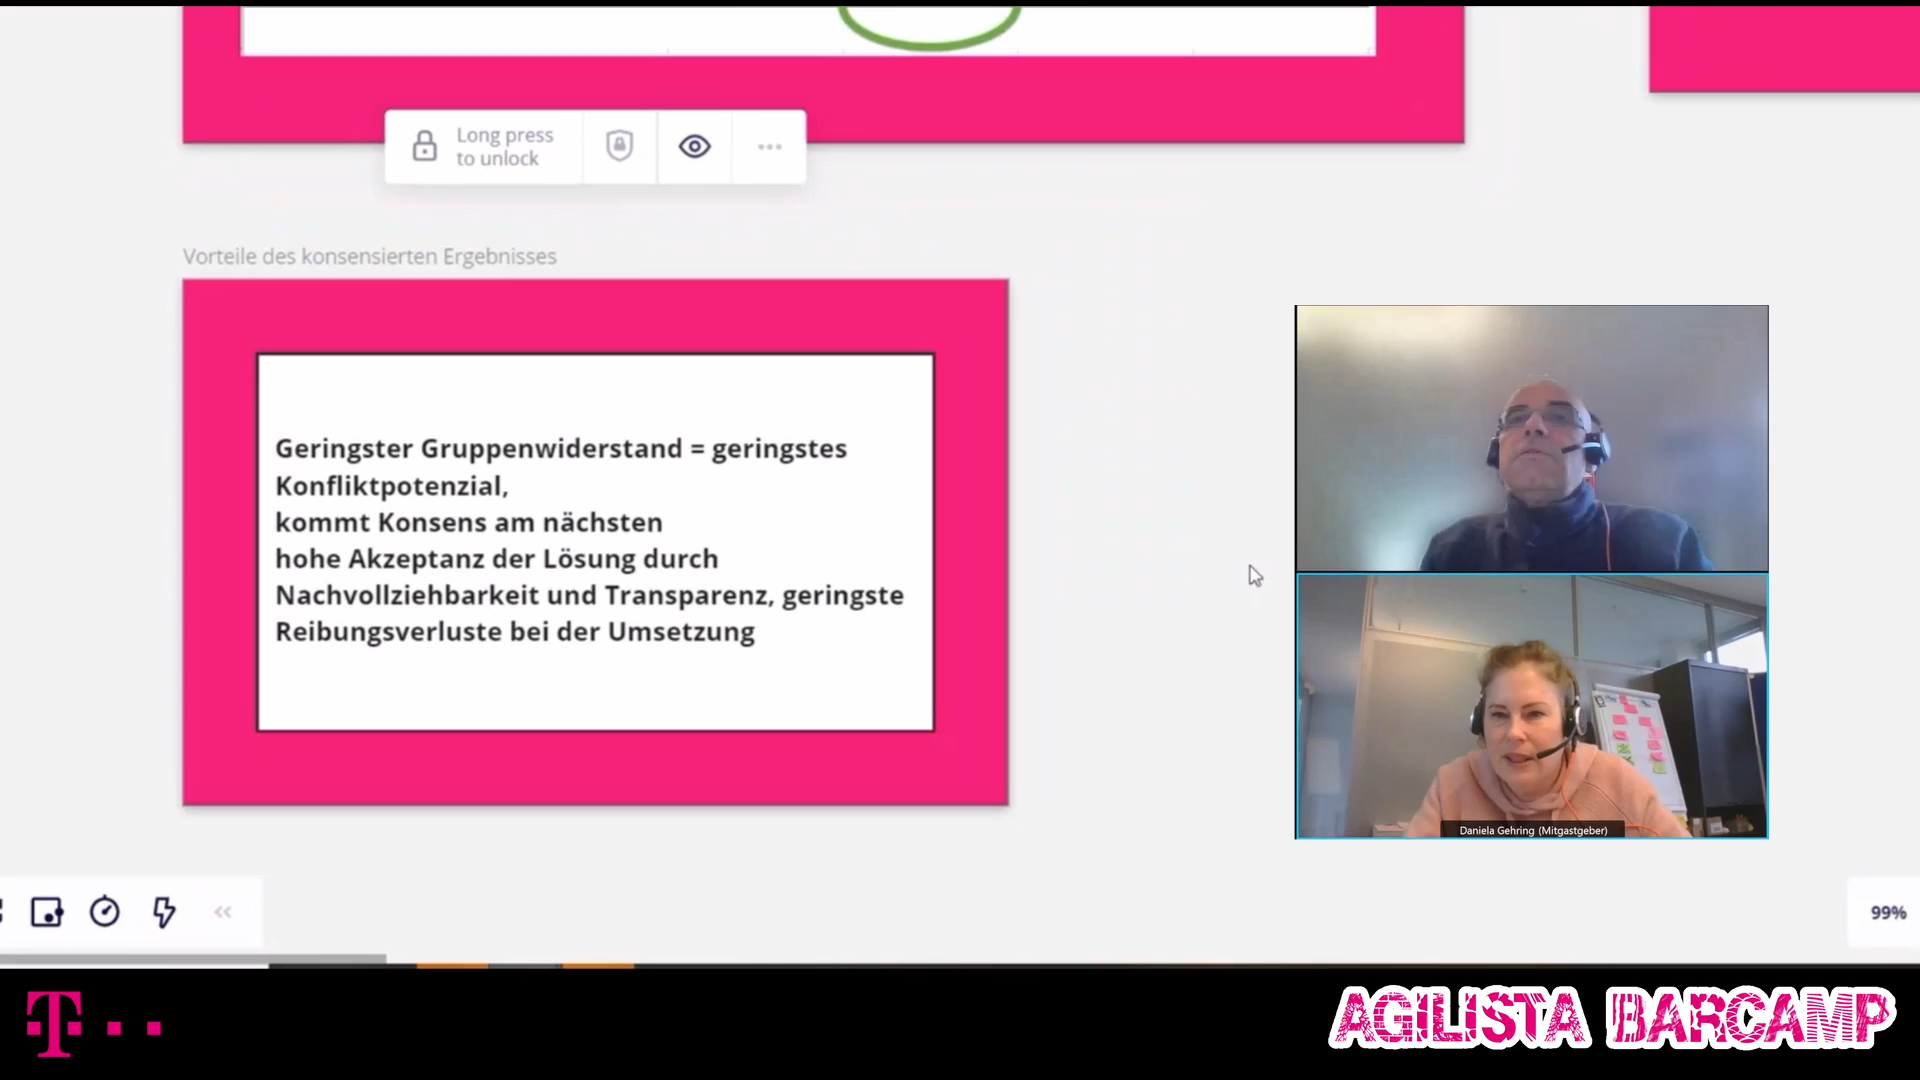 Long press
to unlock
Vorteile des konsensierten Ergebnisses
Geringster Gruppenwiderstand = geringstes
Konfliktpotenzial,
kommt Konsens am nächsten
hohe Akzeptanz der Lösung durch
Nachvollziehbarkeit und Transparenz, geringste
Reibungsverluste bei der Umsetzung
Daniela Gehring (Mitgastgeber)
99%
T
AGILISTA BARCAMP